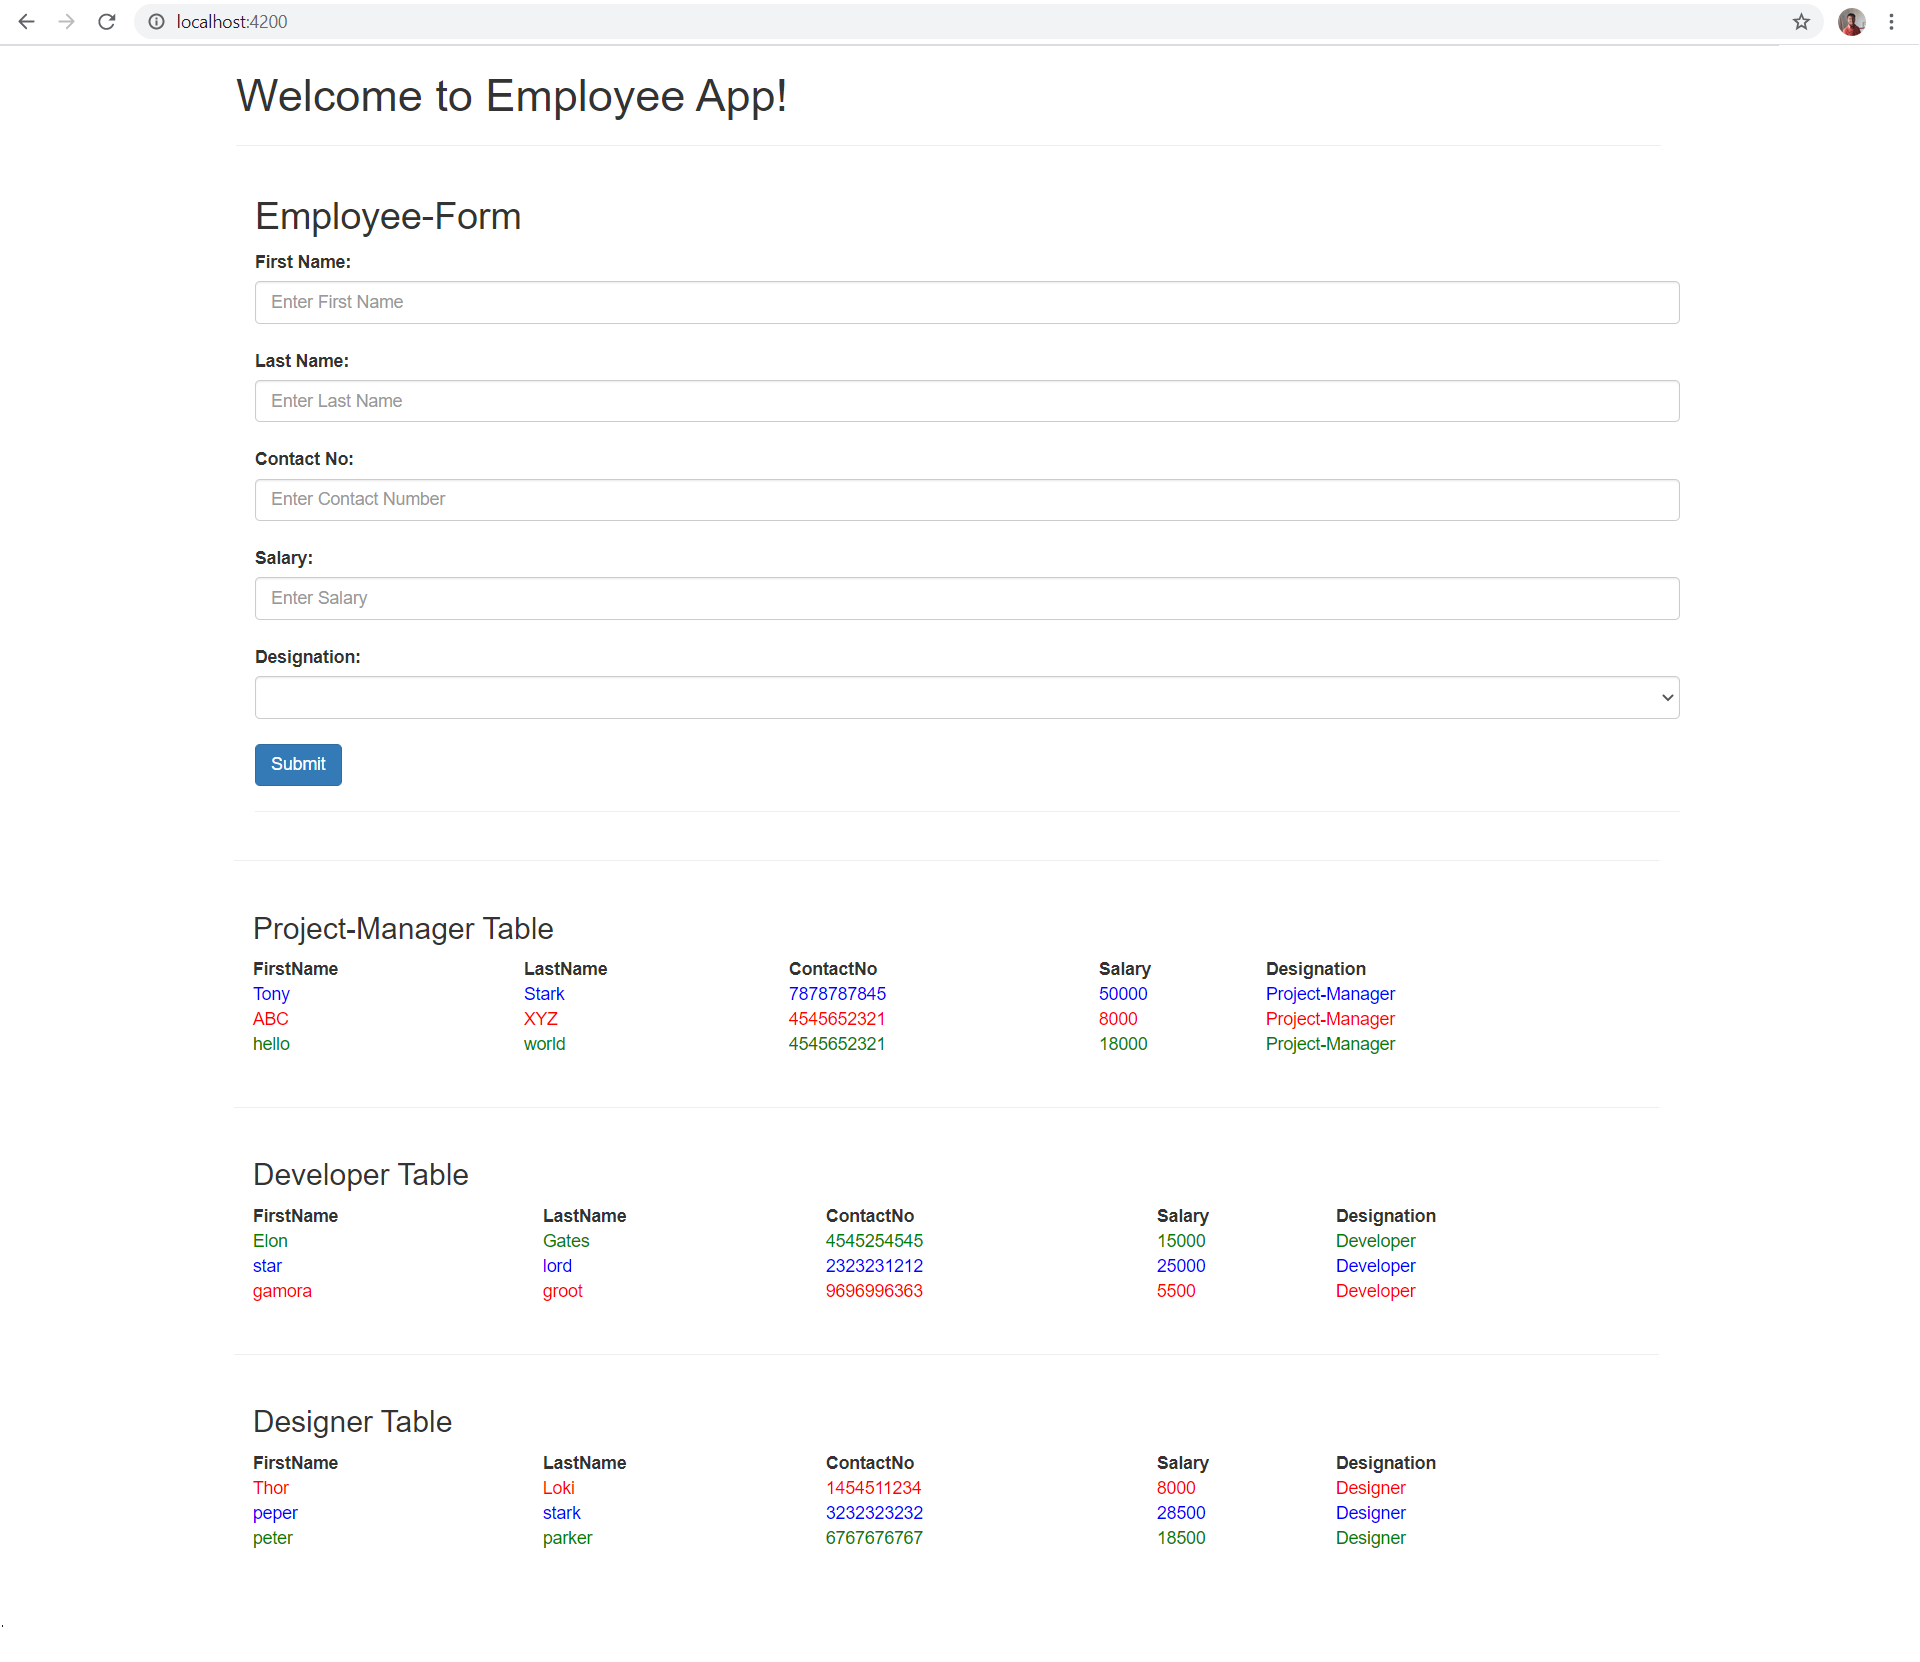 localhost:4200
Welcome to Employee App!
Employee-Form
First Name:
Enter First Name
Last Name:
Enter Last Name
Contact No:
Enter Contact Number
Salary:
Enter Salary
Designation:
Submit
Project-Manager Table
FirstName LastName ContactNo Salary Designation
Tony Stark 7878787845 50000 Project-Manager
ABC XYZ 4545652321 8000 Project-Manager
hello world 4545652321 18000 Project-Manager
Developer Table
FirstName LastName ContactNo Salary Designation
Elon Gates 4545254545 15000 Developer
star lord 2323231212 25000 Developer
gamora groot 9696996363 5500 Developer
Designer Table
FirstName LastName ContactNo Salary Designation
Thor Loki 1454511234 8000 Designer
peper stark 3232323232 28500 Designer
peter parker 6767676767 18500 Designer